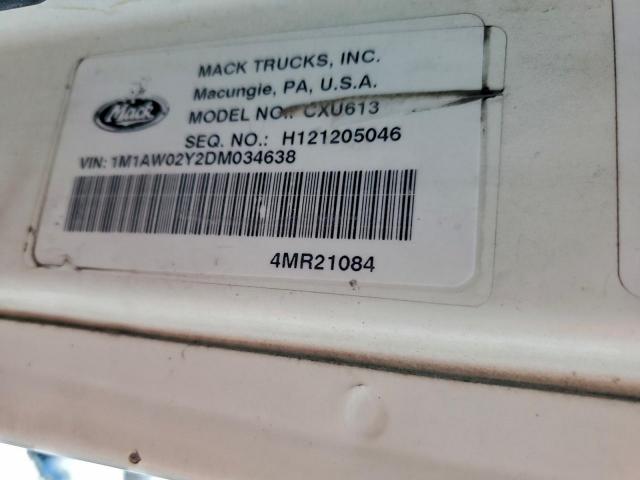 Mack
MACK TRUCKS, INC.
Macungie, PA, U.S.A.
MODEL NO.: CXU613
SEQ. NO.: H121205046
VIN: 1M1AW02Y2DM034638
4MR21084